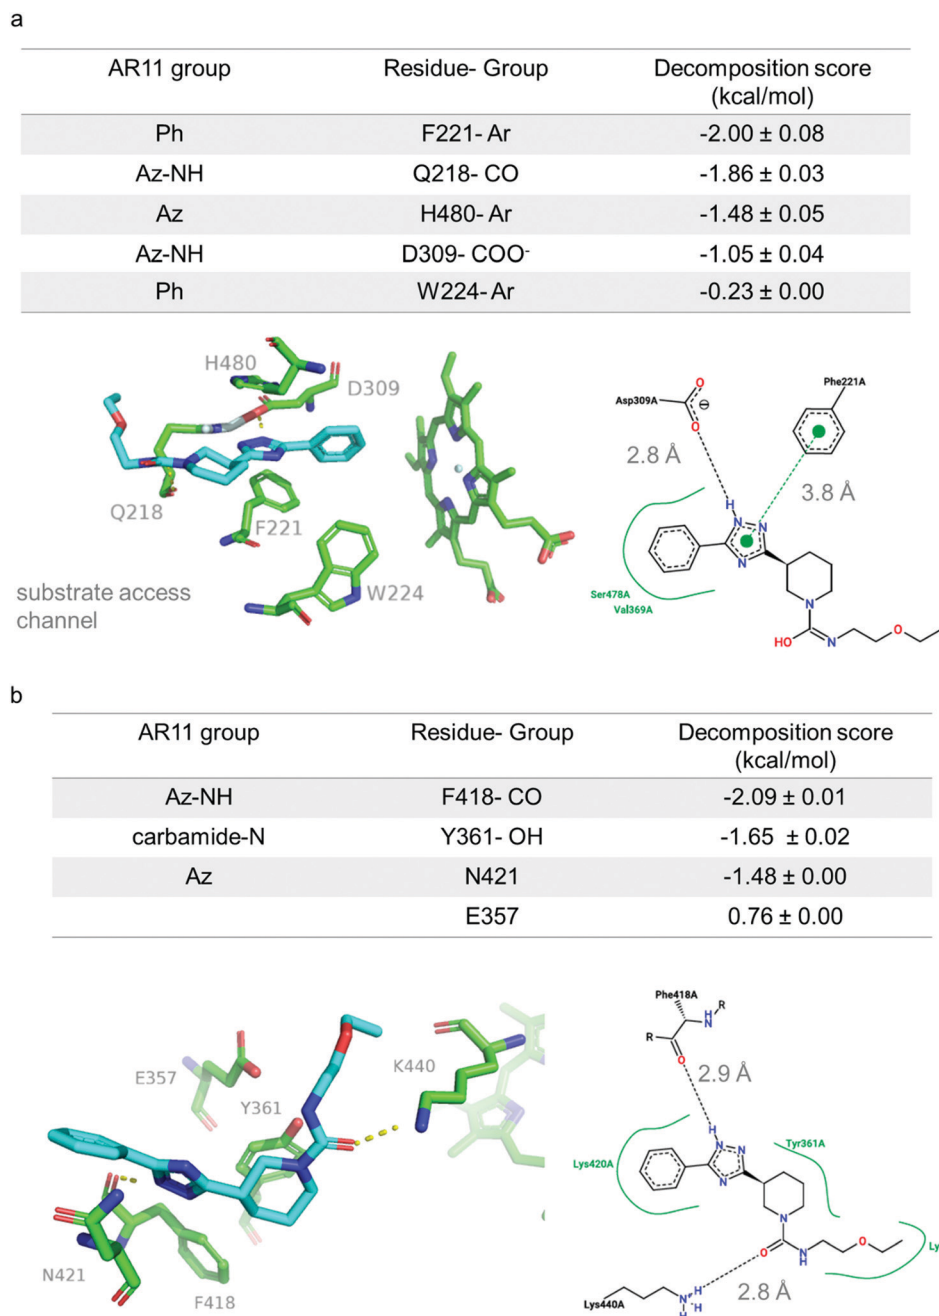 a
AR11 group Residue- Group Decomposition score
(kcal/mol)
Ph F221- Ar -2.00 ± 0.08
Az-NH Q218- CO -1.86 ± 0.03
Az H480- Ar -1.48 ± 0.05
Az-NH D309- COO⁻ -1.05 ± 0.04
Ph W224- Ar -0.23 ± 0.00
H480
D309
Q218
F221
W224
substrate access
channel
Asp309A
O
⊖
O
Phe221A
2.8 Å
3.8 Å
H
N
N
N
Ser478A
Val369A
N
HO
N
O
b
AR11 group Residue- Group Decomposition score
(kcal/mol)
Az-NH F418- CO -2.09 ± 0.01
carbamide-N Y361- OH -1.65 ± 0.02
Az N421 -1.48 ± 0.00
E357 0.76 ± 0.00
E357
Y361
K440
N421
F418
Phe418A
R
N
H
R
O
2.9 Å
H
N
N
N
Lys420A
Tyr361A
N
O
N
H
O
Ly
2.8 Å
Lys440A
N
H
H
H